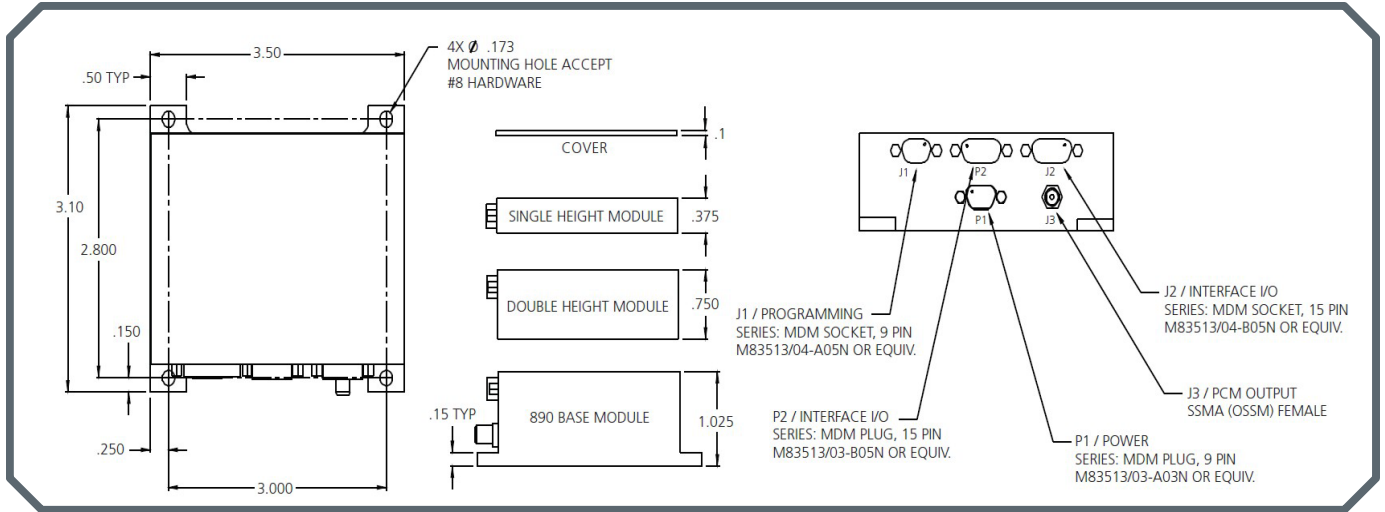 3.50
.50 TYP
4X Ø .173
MOUNTING HOLE ACCEPT
#8 HARDWARE
3.10
2.800
.150
.250
3.000
.1
COVER
SINGLE HEIGHT MODULE
.375
DOUBLE HEIGHT MODULE
.750
.15 TYP
890 BASE MODULE
1.025
J1
P2
J2
P1
J3
J1 / PROGRAMMING
SERIES: MDM SOCKET, 9 PIN
M83513/04-A05N OR EQUIV.
P2 / INTERFACE I/O
SERIES: MDM PLUG, 15 PIN
M83513/03-B05N OR EQUIV.
J2 / INTERFACE I/O
SERIES: MDM SOCKET, 15 PIN
M83513/04-B05N OR EQUIV.
J3 / PCM OUTPUT
SSMA (OSSM) FEMALE
P1 / POWER
SERIES: MDM PLUG, 9 PIN
M83513/03-A03N OR EQUIV.